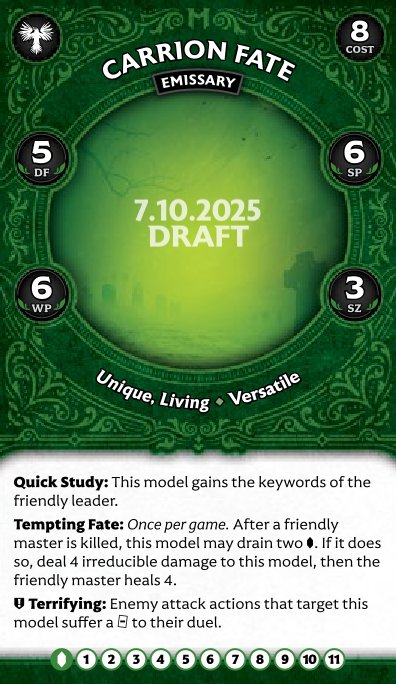 8
COST
CARRION FATE
EMISSARY
5
DF
6
SP
7.10.2025
DRAFT
6
WP
3
SZ
Unique, Living • Versatile
Quick Study: This model gains the keywords of the
friendly leader.
Tempting Fate: Once per game. After a friendly
master is killed, this model may drain two . If it does
so, deal 4 irreducible damage to this model, then the
friendly master heals 4.
Terrifying: Enemy attack actions that target this
model suffer a to their duel.
1 2 3 4 5 6 7 8 9 10 11